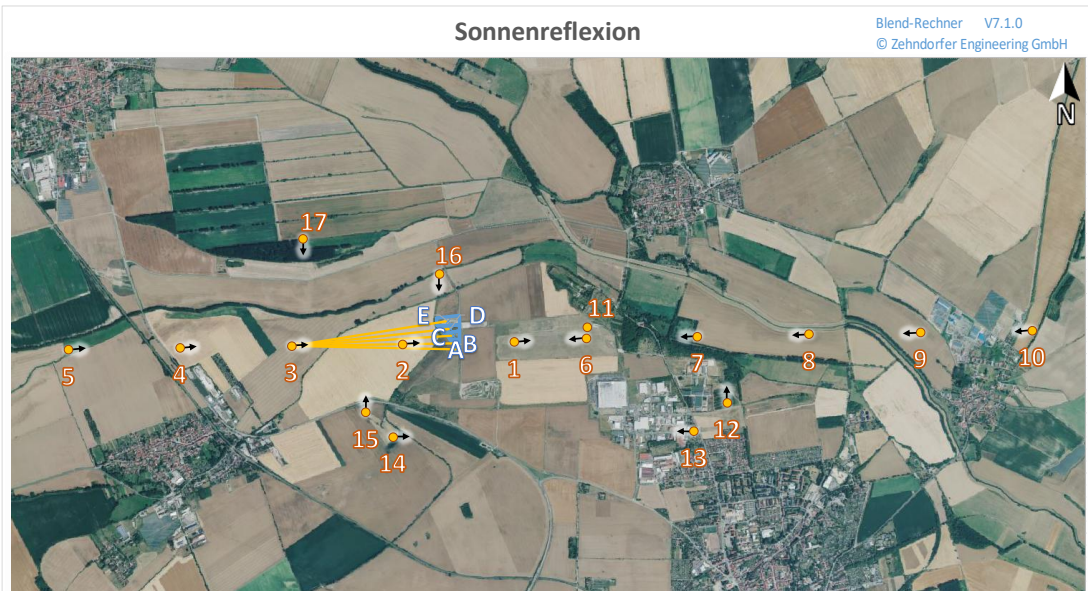 Sonnenreflexion
Blend-Rechner V7.1.0
© Zehndorfer Engineering GmbH
N
17
16
E D
11
C B
A
5 4 3 2 1 6 7 8 9 10
15
12
14
13